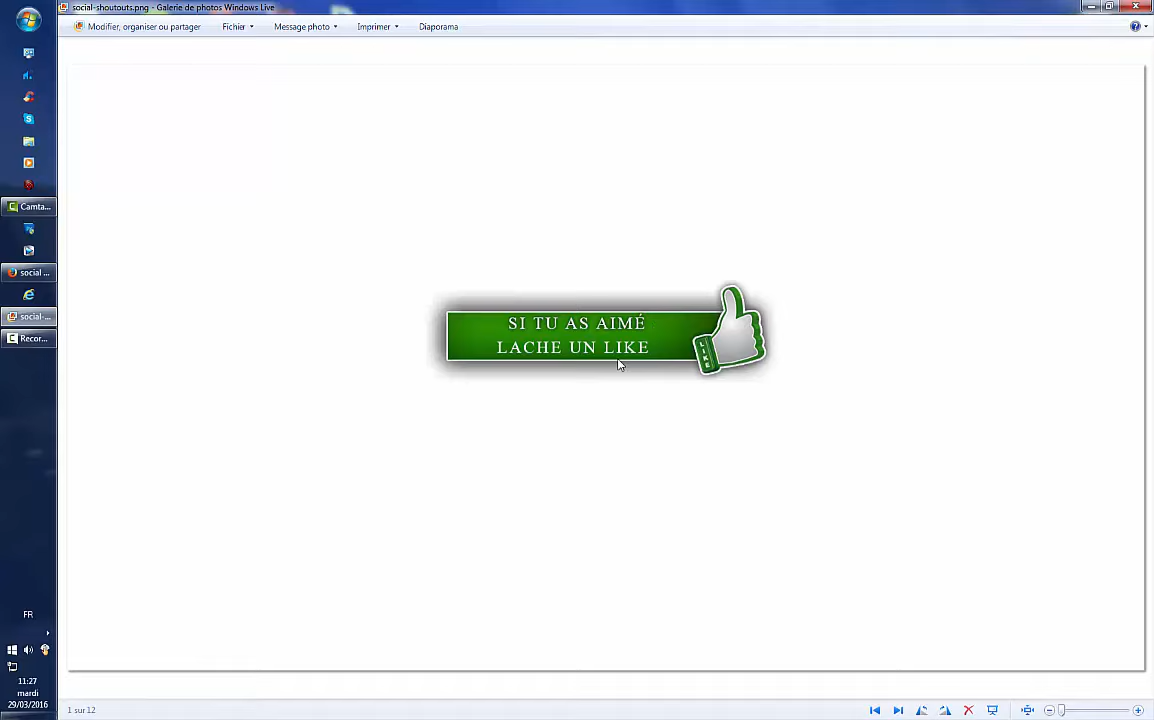 social-shoutouts.png - Galerie de photos Windows Live
Modifier, organiser ou partager Fichier Message photo Imprimer Diaporama
SI TU AS AIMÉ
LACHE UN LIKE
LIKE
Camta...
social ...
social-...
Recor...
FR
11:27
mardi
29/03/2016
1 sur 12